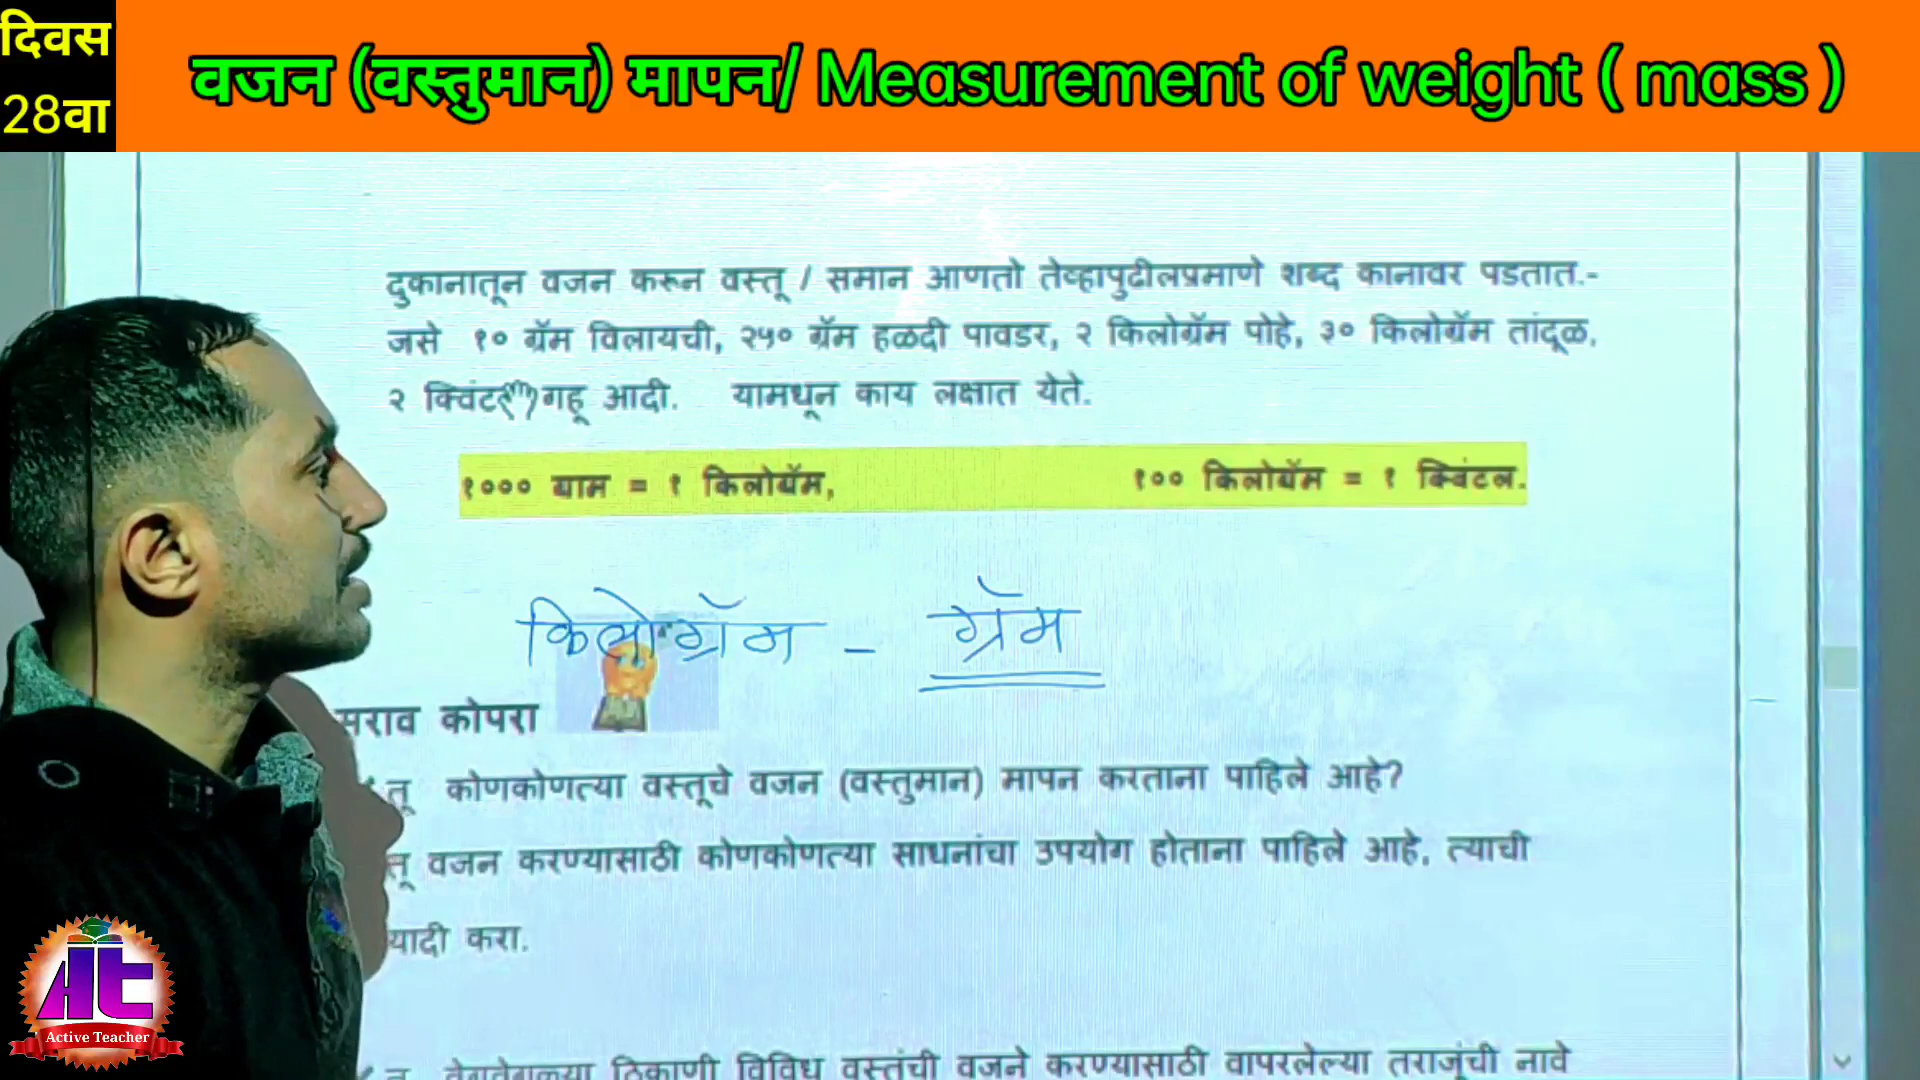 दिवस
28वा
वजन (वस्तुमान) मापन/ Measurement of weight ( mass )
दुकानातून वजन करून वस्तू / समान आणतो तेव्हापुढीलप्रमाणे शब्द कानावर पडतात.-
जसे १० ग्रॅम विलायची, २५० ग्रॅम हळदी पावडर, २ किलोग्रॅम पोहे, ३० किलोग्रॅम तांदूळ,
२ गहू आदी. यामधून काय लक्षात येते.
१००० ग्राम = १ किलोग्रॅम, १०० किलोग्रॅम = १ क्विंटल.
किलोग्रॅम - ग्रॅम
सराव कोपरा
तू कोणकोणत्या वस्तूचे वजन (वस्तुमान) मापन करताना पाहिले आहे?
तू वजन करण्यासाठी कोणकोणत्या साधनांचा उपयोग होताना पाहिले आहे, त्याची
यादी करा.
ठिकाणी विविध वस्तूंची वजने करण्यासाठी वापरलेल्या तराजूंची नावे
At
Active Teacher